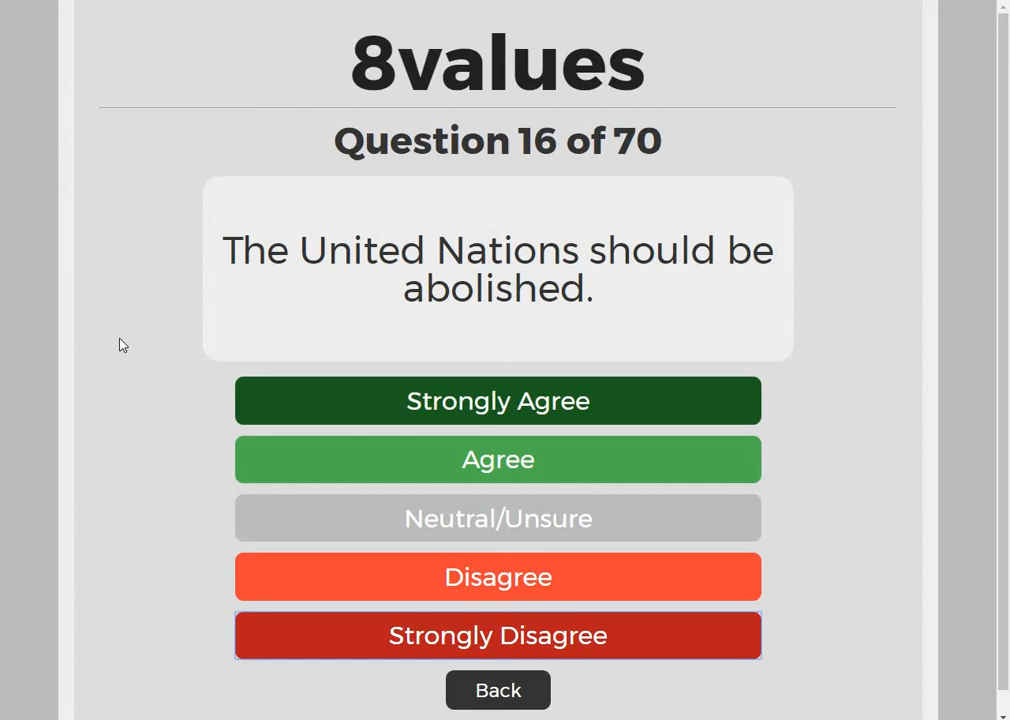 8values
Question 16 of 70
The United Nations should be
abolished.
Strongly Agree
Agree
Neutral/Unsure
Disagree
Strongly Disagree
Back